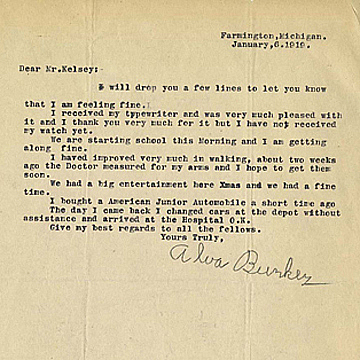 Farmington,Michigan.
January,6.1919.
Dear Mr.Kelsey:-
I will drop you a few lines to let you know
that I am feeling fine.
I received my typewriter and was very much pleased with
it and I thank you very much for it but I have not received
my watch yet.
We are starting school this Morning and I am getting
along fine.
I haved improved very much in walking, about two weeks
ago the Doctor measured for my arms and I hope to get them
soon.
We had a big entertainment here Xmas and we had a fine
time.
I bought a American Junior Automobile a short time ago
The day I came back I changed cars at the depot without
assistance and arrived at the Hospital O.K.
Give my best regards to all the fellows.
Yours Truly,
Alva Bunker